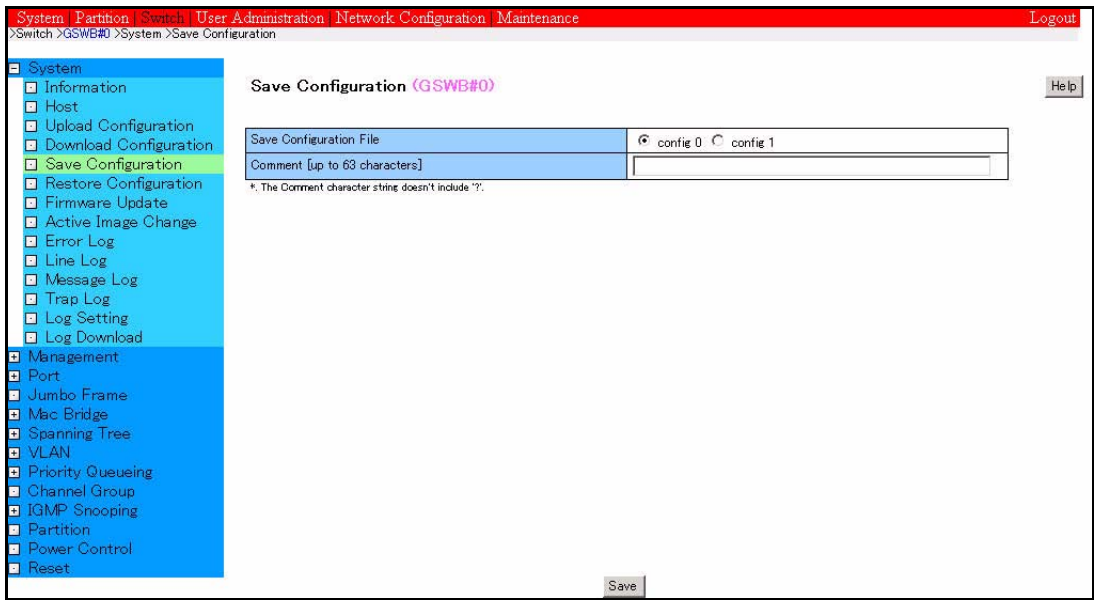 System | Partition | Switch | User Administration | Network Configuration | Maintenance Logout
>Switch >GSWB#0 >System >Save Configuration
System
Information
Save Configuration (GSWB#0)
Help
Host
Upload Configuration
Download Configuration
Save Configuration File config 0 config 1
Save Configuration
Comment [up to 63 characters]
Restore Configuration
*. The Comment character string doesn't include '?'.
Firmware Update
Active Image Change
Error Log
Line Log
Message Log
Trap Log
Log Setting
Log Download
Management
Port
Jumbo Frame
Mac Bridge
Spanning Tree
VLAN
Priority Queueing
Channel Group
IGMP Snooping
Partition
Power Control
Reset
Save